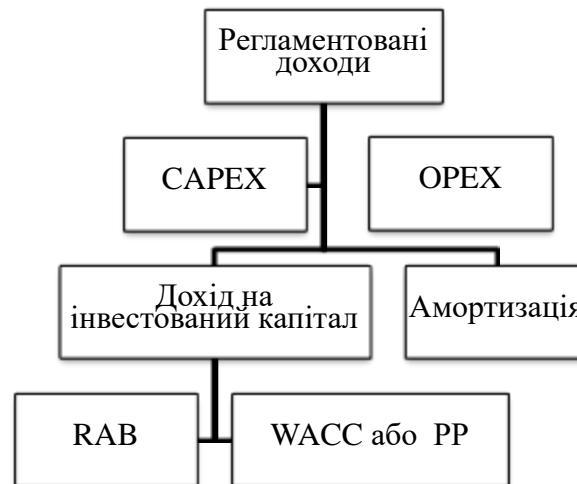 Регламентовані
доходи
CAPEX
OPEX
Дохід на
інвестований капітал
Амортизація
RAB
WACC або PP